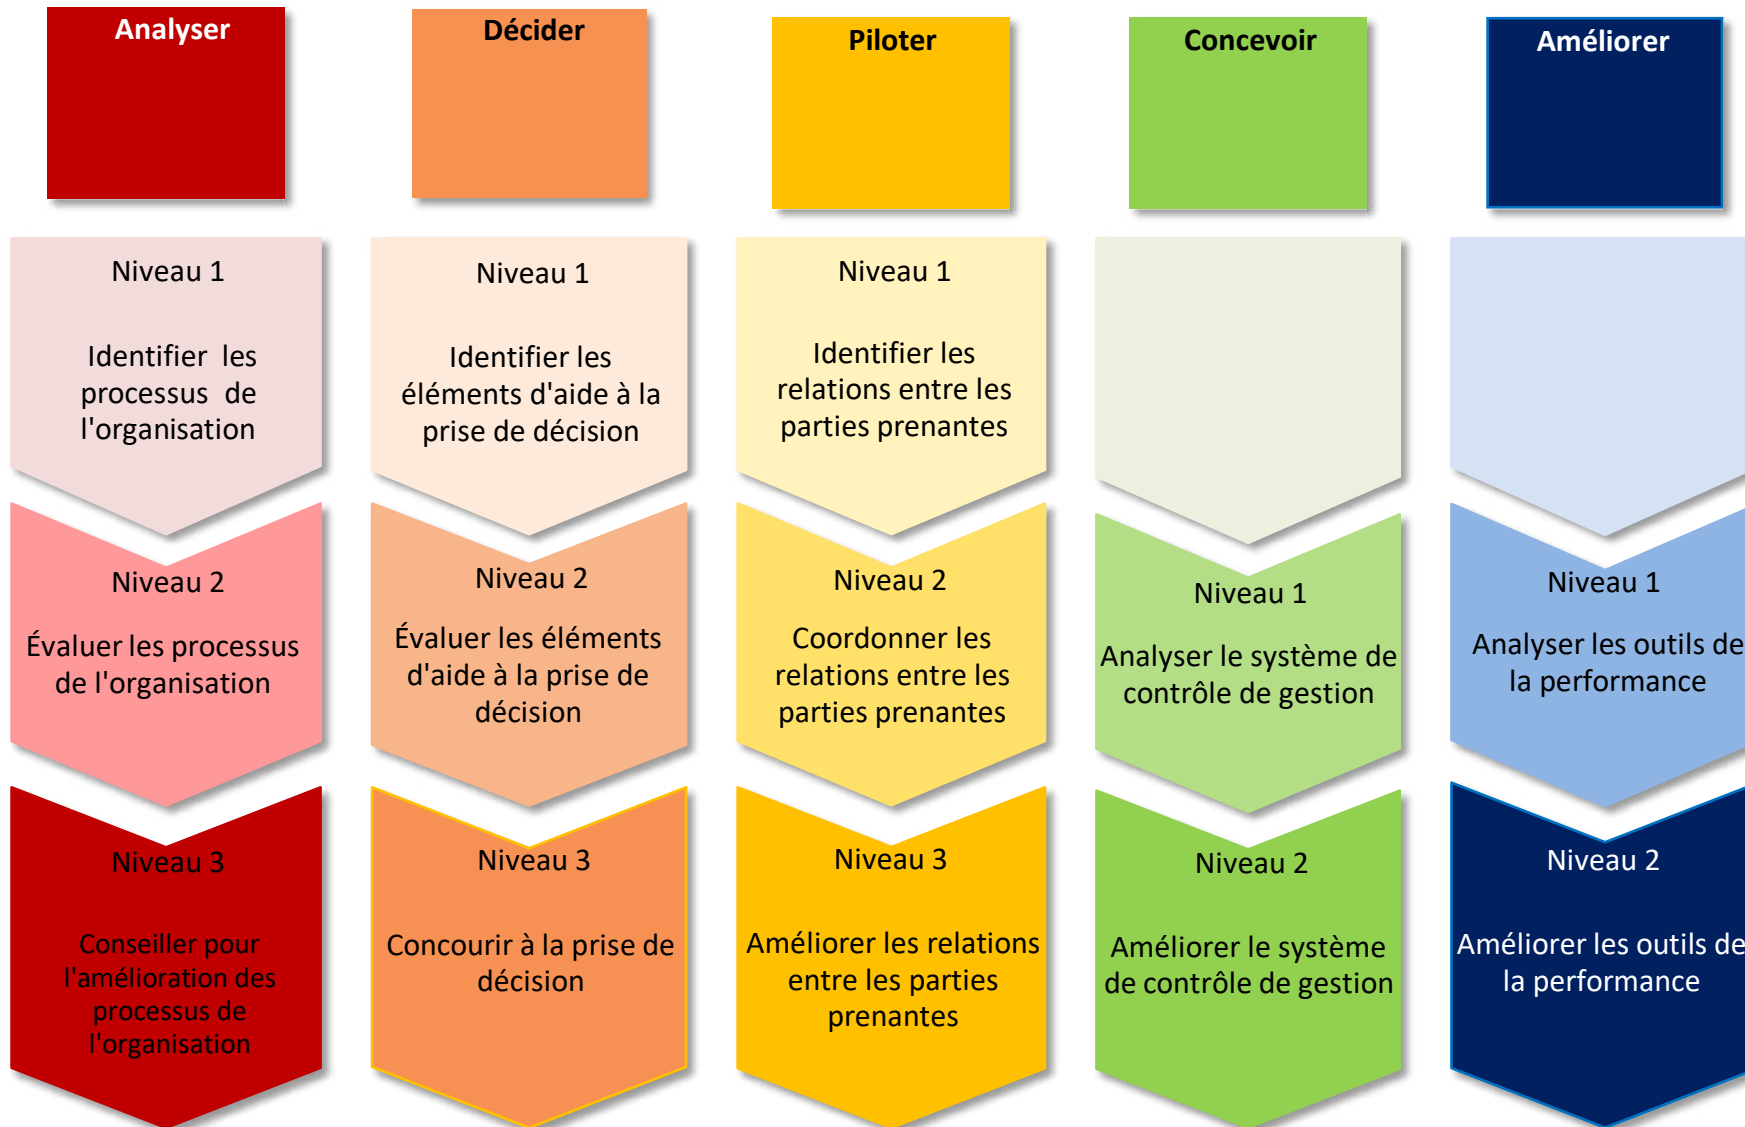 Analyser
Décider
Piloter
Concevoir
Améliorer
Niveau 1
Identifier les
processus de
l'organisation
Niveau 1
Identifier les
éléments d'aide à la
prise de décision
Niveau 1
Identifier les
relations entre les
parties prenantes
Niveau 2
Évaluer les processus
de l'organisation
Niveau 2
Évaluer les éléments
d'aide à la prise de
décision
Niveau 2
Coordonner les
relations entre les
parties prenantes
Niveau 1
Analyser le système de
contrôle de gestion
Niveau 1
Analyser les outils de
la performance
Niveau 3
Conseiller pour
l'amélioration des
processus de
l'organisation
Niveau 3
Concourir à la prise de
décision
Niveau 3
Améliorer les relations
entre les parties
prenantes
Niveau 2
Améliorer le système
de contrôle de gestion
Niveau 2
Améliorer les outils de
la performance